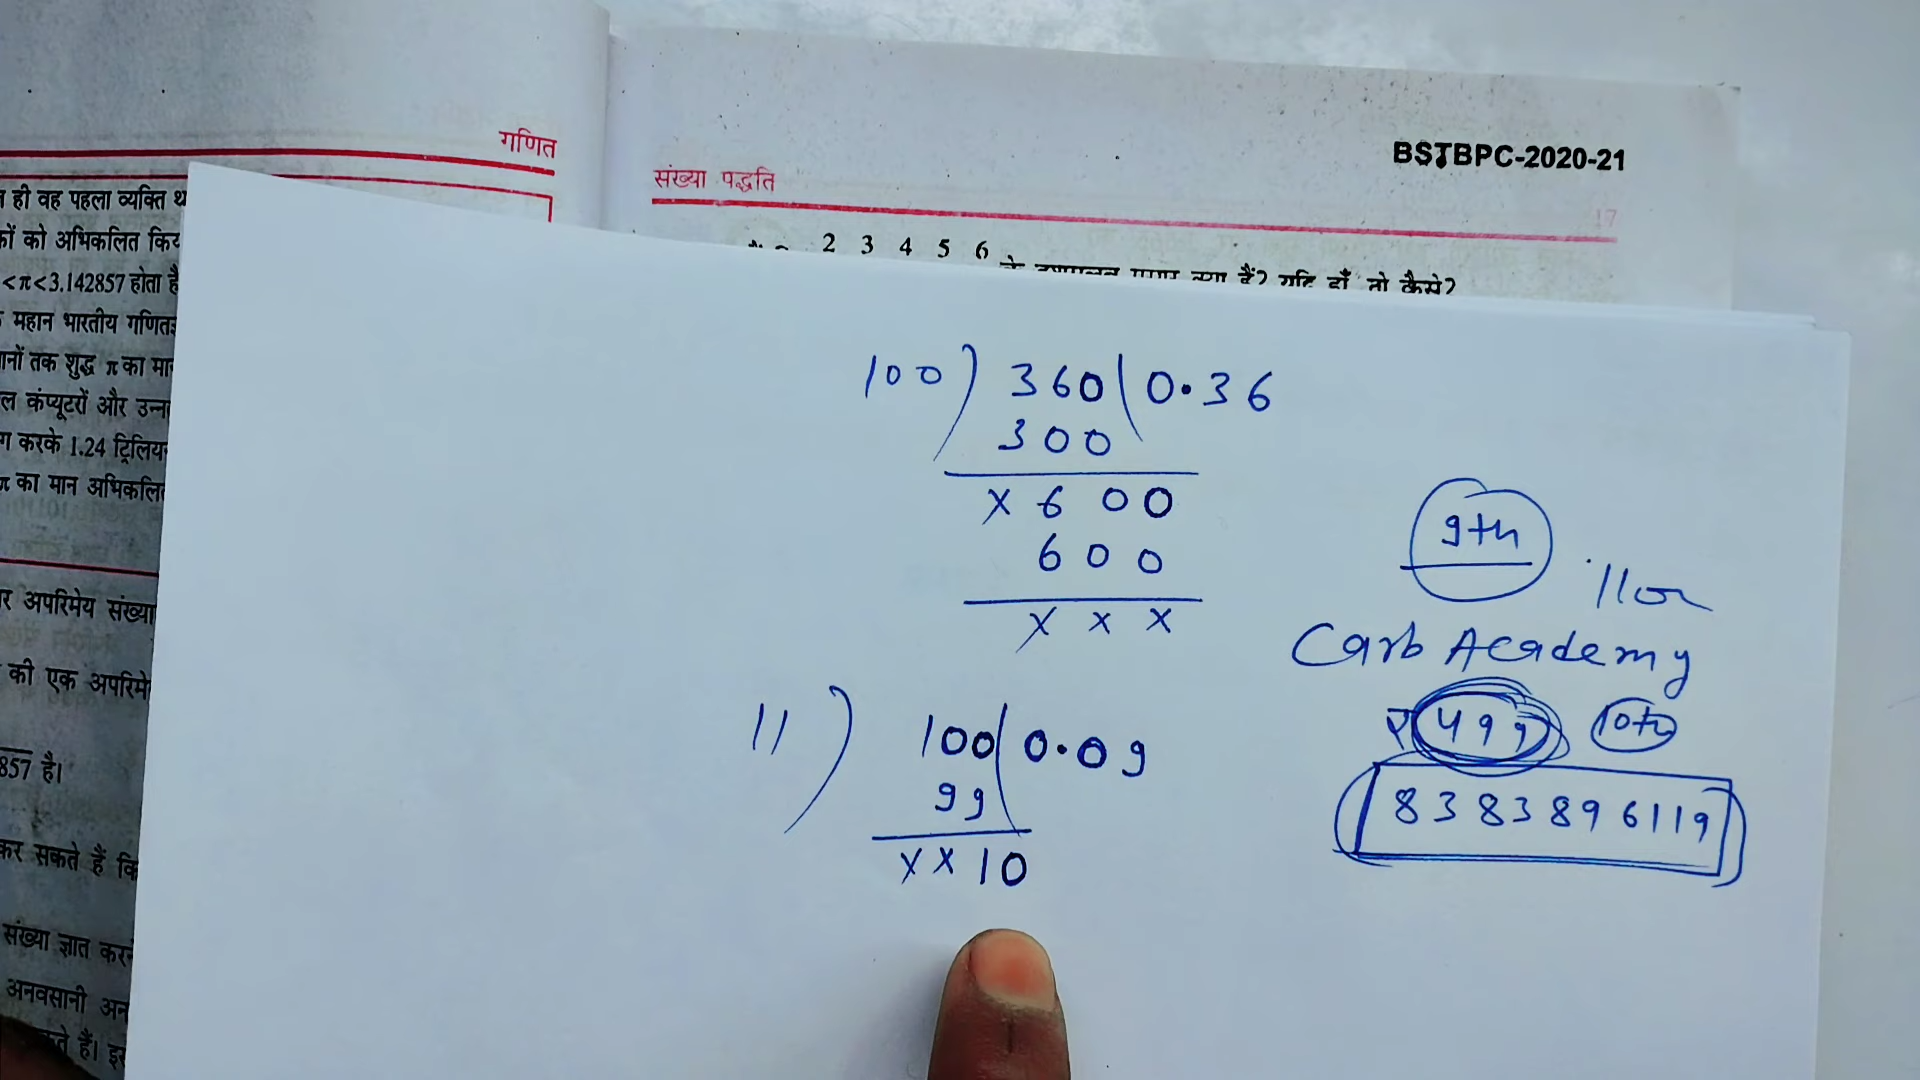 गणित
ही वह पहला व्यक्ति थ
को अभिकलित किय
<π<3.142857 होता है
महान भारतीय गणितज्ञ
शुद्ध π का मा
कंप्यूटरों और उन्न
करके 1.24 ट्रिलिय
π का मान अभिकलि
अपरिमेय संख्या
की एक अपरिमे
857 है।
कर सकते हैं कि
संख्या ज्ञात कर
अनवसानी अन
हैं। इ
BSTBPC-2020-21
संख्या पद्धति
17
2 3 4 5 6
क्या हैं? यदि हाँ, तो कैसे?
100) 360(0.36
300
x 6 0 0
6 0 0
x x x
11) 100(0.09
99
x x 10
9th
Carb Academy
₹ 499 10th
8383896119